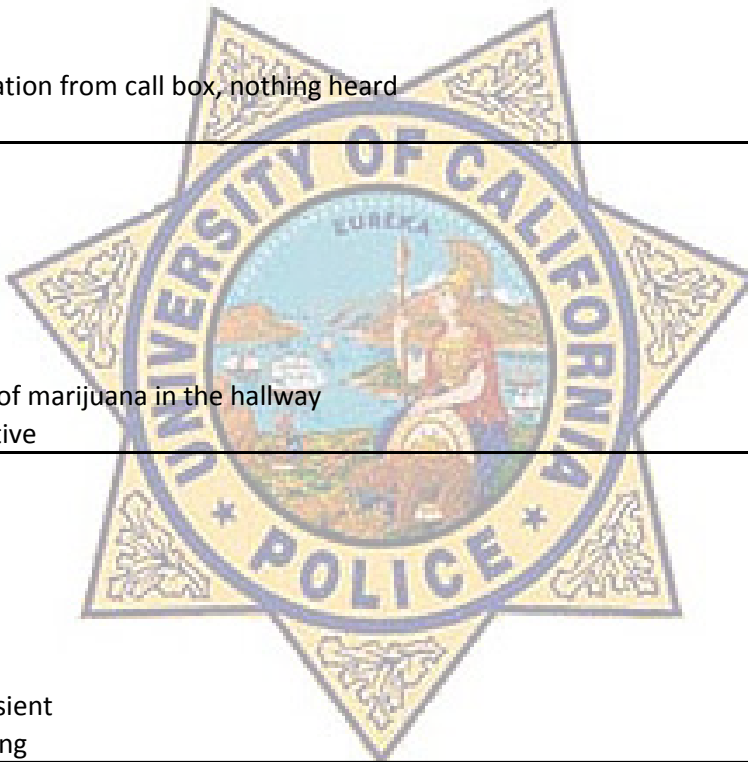 ation from call box, nothing heard
UNIVERSITY OF CALIFORNIA
EUREKA
of marijuana in the hallway
tive
POLICE
sient
ng